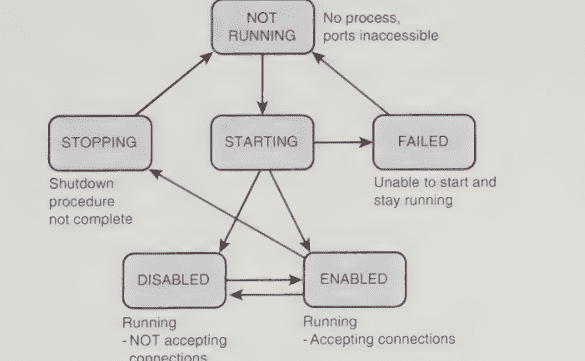 NOT
RUNNING
No process,
ports inaccessible
STOPPING
STARTING
FAILED
Shutdown
procedure
not complete
Unable to start and
stay running
DISABLED
ENABLED
Running
- NOT accepting
connections
Running
- Accepting connections